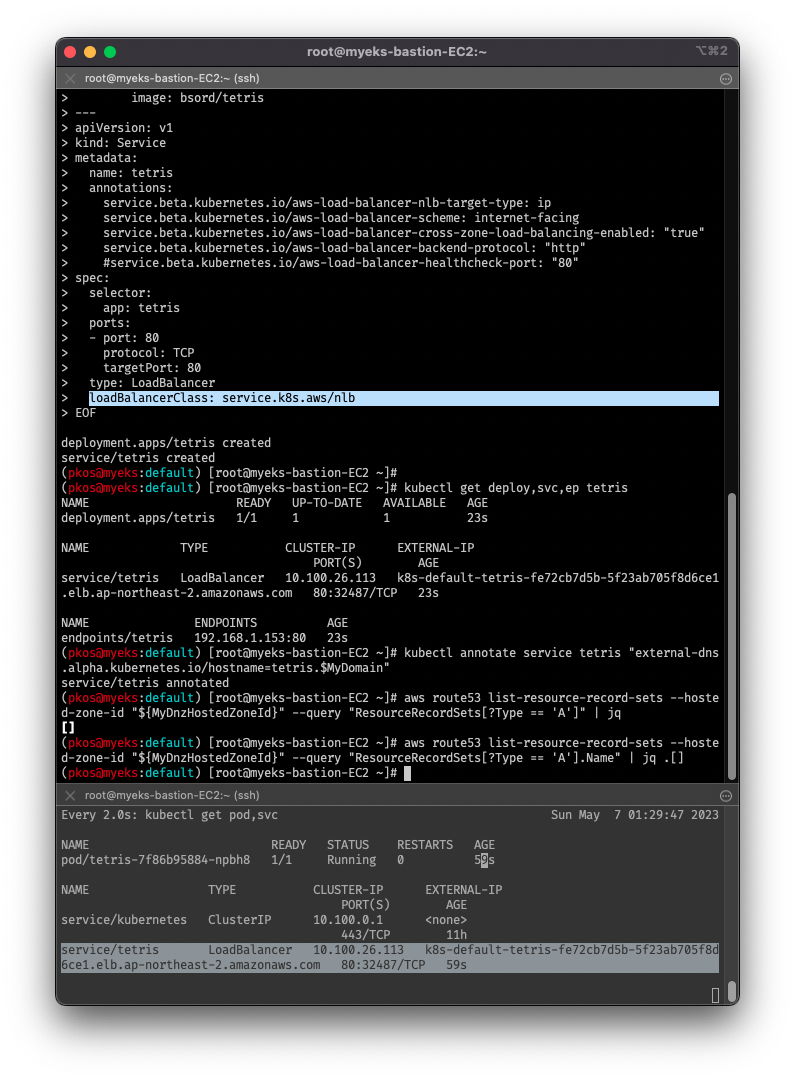 root@myeks-bastion-EC2:~
⌥⌘2
root@myeks-bastion-EC2:~ (ssh)
>         image: bsord/tetris
> ---
> apiVersion: v1
> kind: Service
> metadata:
>   name: tetris
>   annotations:
>     service.beta.kubernetes.io/aws-load-balancer-nlb-target-type: ip
>     service.beta.kubernetes.io/aws-load-balancer-scheme: internet-facing
>     service.beta.kubernetes.io/aws-load-balancer-cross-zone-load-balancing-enabled: "true"
>     service.beta.kubernetes.io/aws-load-balancer-backend-protocol: "http"
>     #service.beta.kubernetes.io/aws-load-balancer-healthcheck-port: "80"
> spec:
>   selector:
>     app: tetris
>   ports:
>   - port: 80
>     protocol: TCP
>     targetPort: 80
>   type: LoadBalancer
>   loadBalancerClass: service.k8s.aws/nlb
> EOF
deployment.apps/tetris created
service/tetris created
(pkos@myeks:default) [root@myeks-bastion-EC2 ~]#
(pkos@myeks:default) [root@myeks-bastion-EC2 ~]# kubectl get deploy,svc,ep tetris
NAME                     READY   UP-TO-DATE   AVAILABLE   AGE
deployment.apps/tetris   1/1     1            1           23s
NAME             TYPE           CLUSTER-IP      EXTERNAL-IP
PORT(S)        AGE
service/tetris   LoadBalancer   10.100.26.113   k8s-default-tetris-fe72cb7d5b-5f23ab705f8d6ce1
.elb.ap-northeast-2.amazonaws.com   80:32487/TCP   23s
NAME               ENDPOINTS          AGE
endpoints/tetris   192.168.1.153:80   23s
(pkos@myeks:default) [root@myeks-bastion-EC2 ~]# kubectl annotate service tetris "external-dns
.alpha.kubernetes.io/hostname=tetris.$MyDomain"
service/tetris annotated
(pkos@myeks:default) [root@myeks-bastion-EC2 ~]# aws route53 list-resource-record-sets --hoste
d-zone-id "${MyDnzHostedZoneId}" --query "ResourceRecordSets[?Type == 'A']" | jq
[]
(pkos@myeks:default) [root@myeks-bastion-EC2 ~]# aws route53 list-resource-record-sets --hoste
d-zone-id "${MyDnzHostedZoneId}" --query "ResourceRecordSets[?Type == 'A'].Name" | jq .[]
(pkos@myeks:default) [root@myeks-bastion-EC2 ~]#
root@myeks-bastion-EC2:~ (ssh)
Every 2.0s: kubectl get pod,svc                    Sun May  7 01:29:47 2023
NAME                          READY   STATUS    RESTARTS   AGE
pod/tetris-7f86b95884-npbh8   1/1     Running   0          59s
NAME                 TYPE           CLUSTER-IP      EXTERNAL-IP
PORT(S)        AGE
service/kubernetes   ClusterIP      10.100.0.1      <none>
443/TCP        11h
service/tetris       LoadBalancer   10.100.26.113   k8s-default-tetris-fe72cb7d5b-5f23ab705f8d
6ce1.elb.ap-northeast-2.amazonaws.com   80:32487/TCP   59s